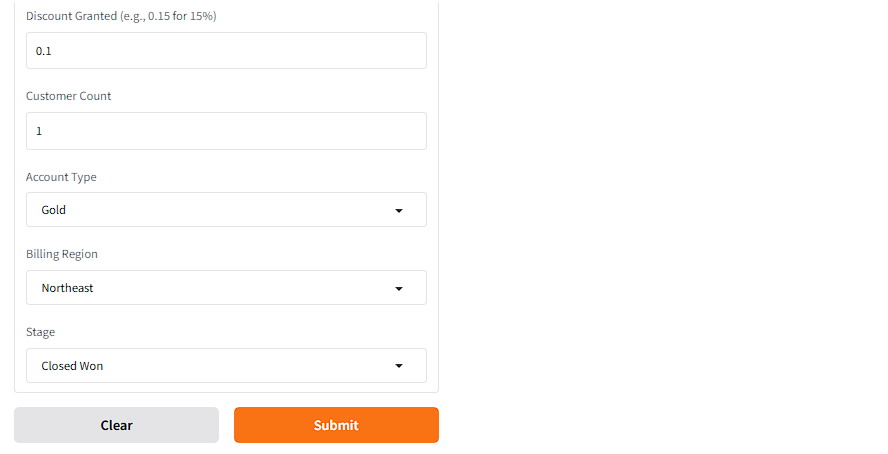 Discount Granted (e.g., 0.15 for 15%)
0.1
Customer Count
1
Account Type
Gold
Billing Region
Northeast
Stage
Closed Won
Clear
Submit